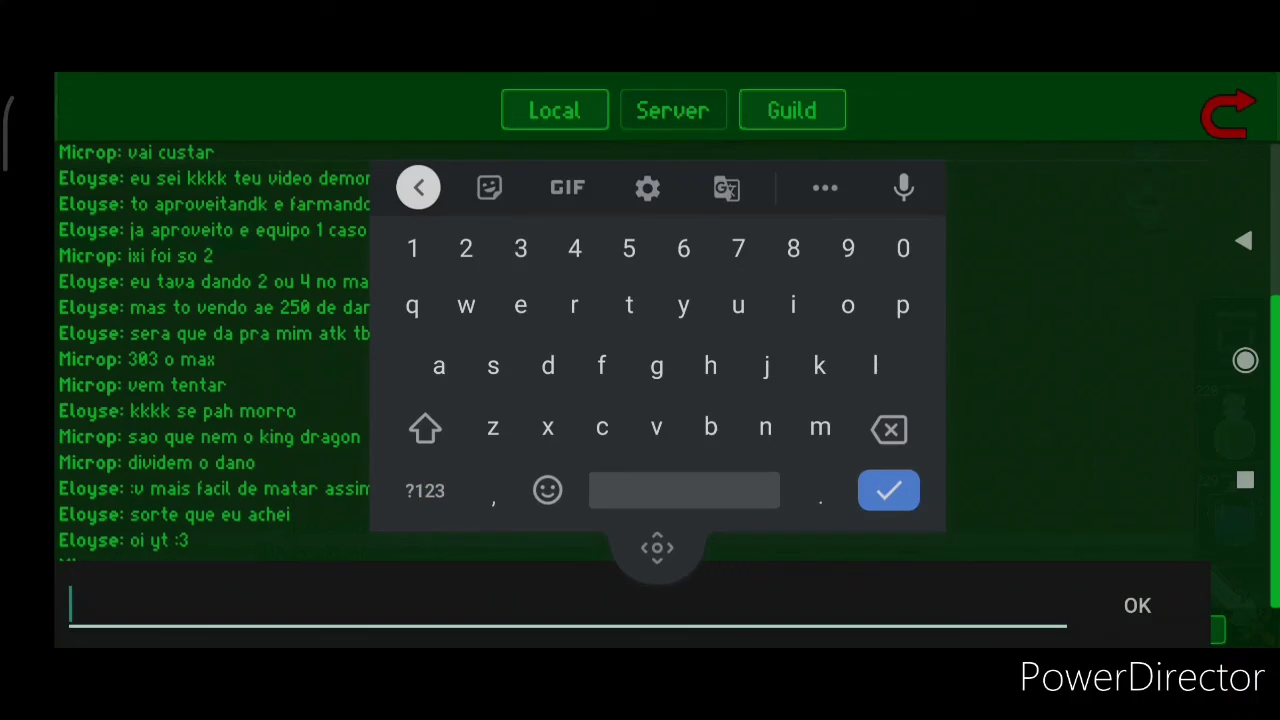 Local Server Guild
Microp: vai custar
Eloyse: eu sei kkkk teu video demor
Eloyse: to aproveitandk e farmando
Eloyse: ja aproveito e equipo 1 caso
Microp: ixi foi so 2
Eloyse: eu tava dando 2 ou 4 no ma
Eloyse: mas to vendo ae 250 de dan
Eloyse: sera que da pra mim atk tb
Microp: 303 o max
Microp: vem tentar
Eloyse: kkkk se pah morro
Microp: sao que nem o king dragon
Microp: dividem o dano
Eloyse: :v mais facil de matar assim
Eloyse: sorte que eu achei
Eloyse: oi yt :3
GIF
1 2 3 4 5 6 7 8 9 0
q w e r t y u i o p
a s d f g h j k l
z x c v b n m
?123 , .
OK
PowerDirector